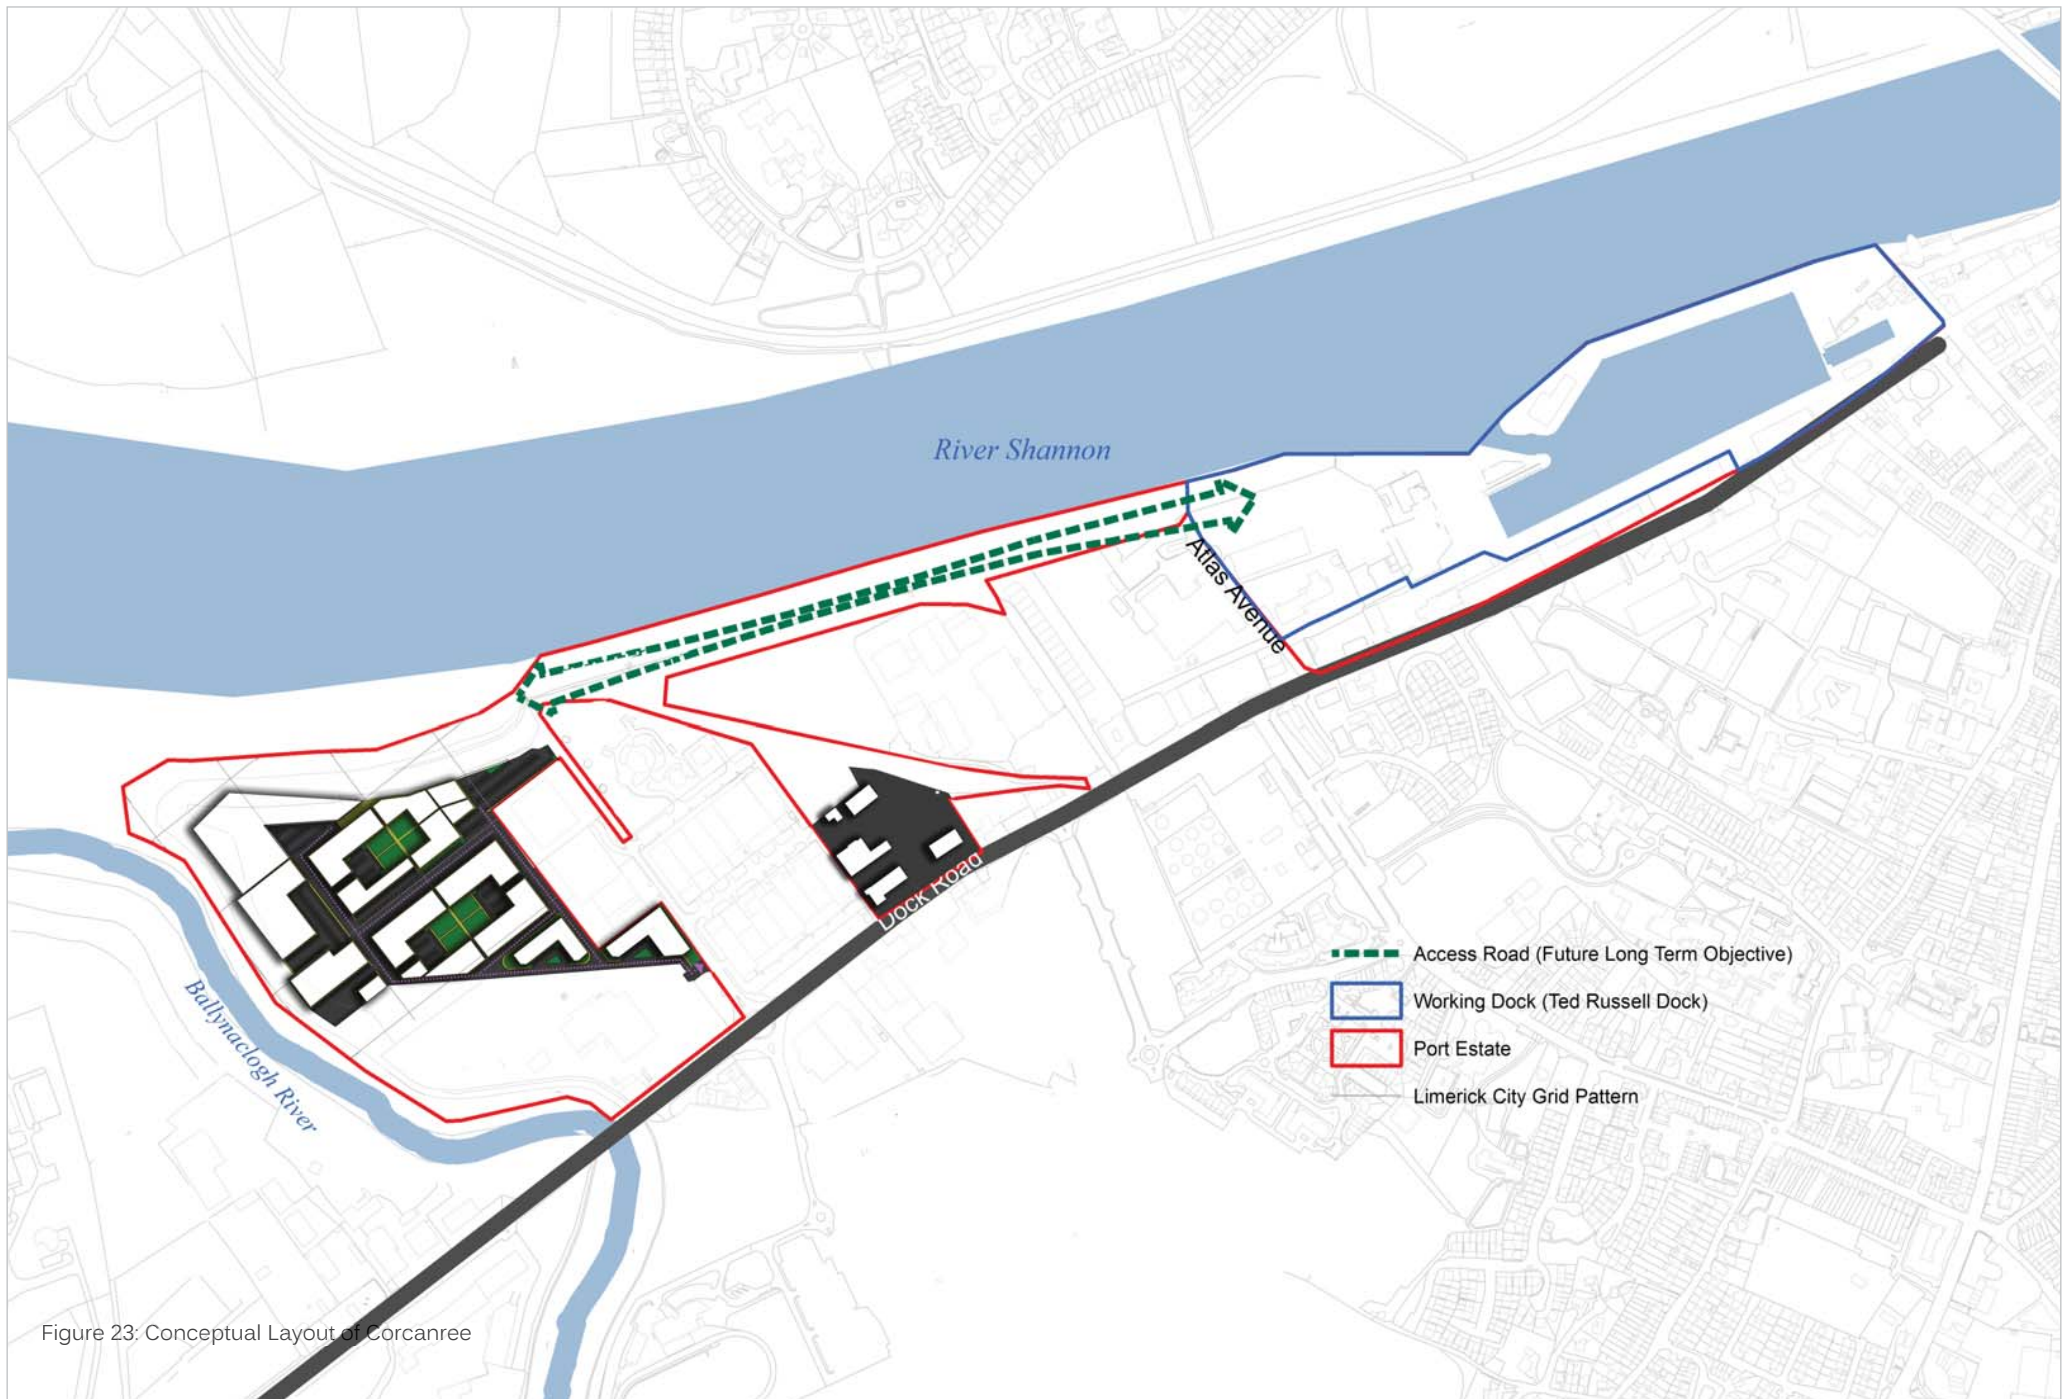 River Shannon
Atlas Avenue
Dock Road
Ballynaclogh River
Access Road (Future Long Term Objective)
Working Dock (Ted Russell Dock)
Port Estate
Limerick City Grid Pattern
Figure 23: Conceptual Layout of Corcanree